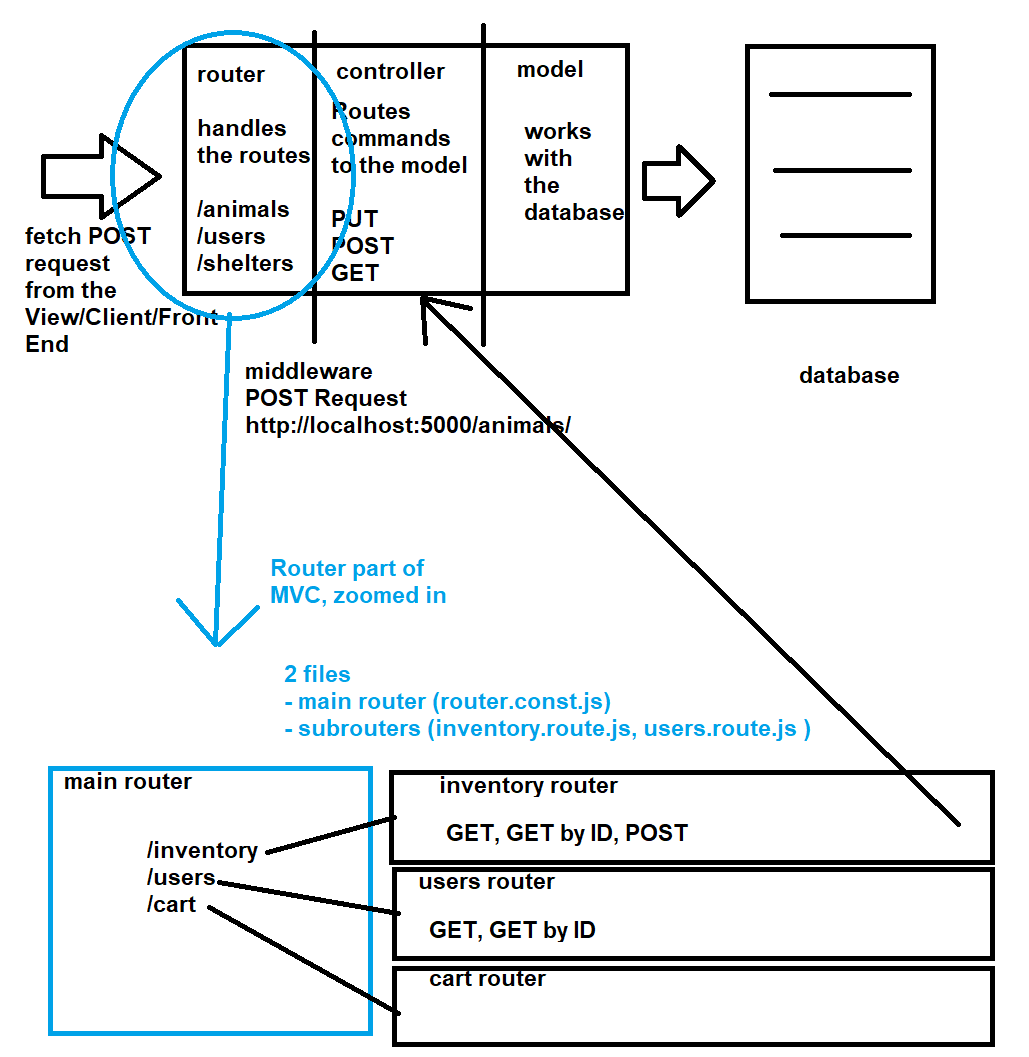 router
handles
the routes
/animals
/users
/shelters
controller
Routes
commands
to the model
PUT
POST
GET
model
works
with
the
database
fetch POST
request
from the
View/Client/Front
End
middleware
POST Request
http://localhost:5000/animals/
database
Router part of
MVC, zoomed in
2 files
- main router (router.const.js)
- subrouters (inventory.route.js, users.route.js )
main router
/inventory
/users
/cart
inventory router
GET, GET by ID, POST
users router
GET, GET by ID
cart router